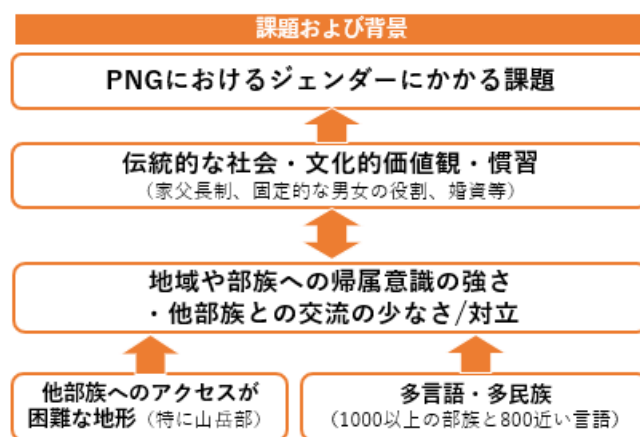 課題および背景
PNGにおけるジェンダーにかかる課題
伝統的な社会・文化的価値観・慣習
（家父長制、固定的な男女の役割、婚資等）
地域や部族への帰属意識の強さ
・他部族との交流の少なさ/対立
他部族へのアクセスが
困難な地形（特に山岳部）
多言語・多民族
（1000以上の部族と800近い言語）